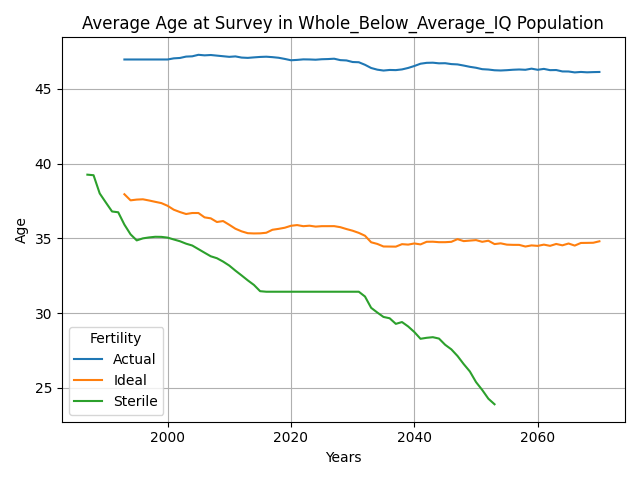 Average Age at Survey in Whole_Below_Average_IQ Population
Age
45
40
35
30
25
Fertility
Actual
Ideal
Sterile
2000
2020
2040
2060
Years